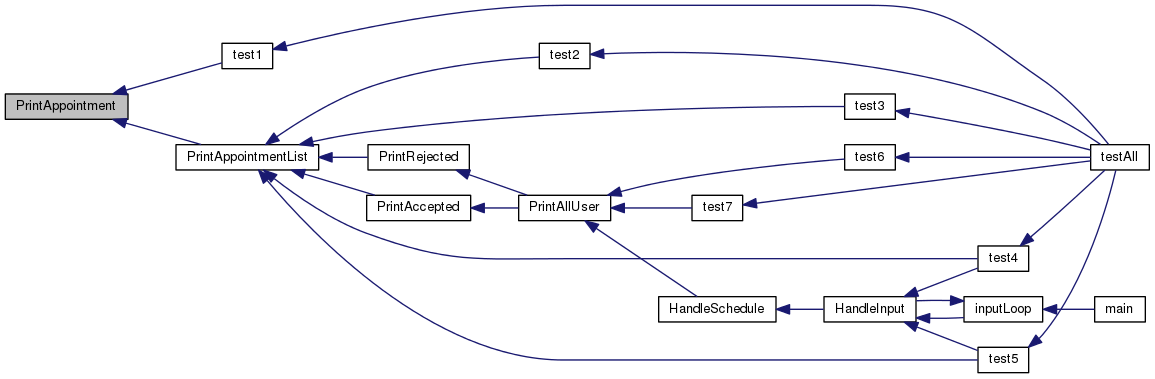 test1
test2
PrintAppointment
test3
PrintAppointmentList
PrintRejected
test6
testAll
PrintAccepted
PrintAllUser
test7
test4
HandleSchedule
HandleInput
inputLoop
main
test5